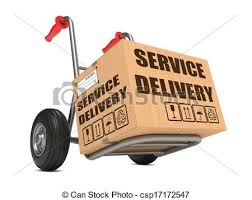 SERVICE
DELIVERY
SERVICE
DELIVERY
© Can Stock Photo - csp17172547